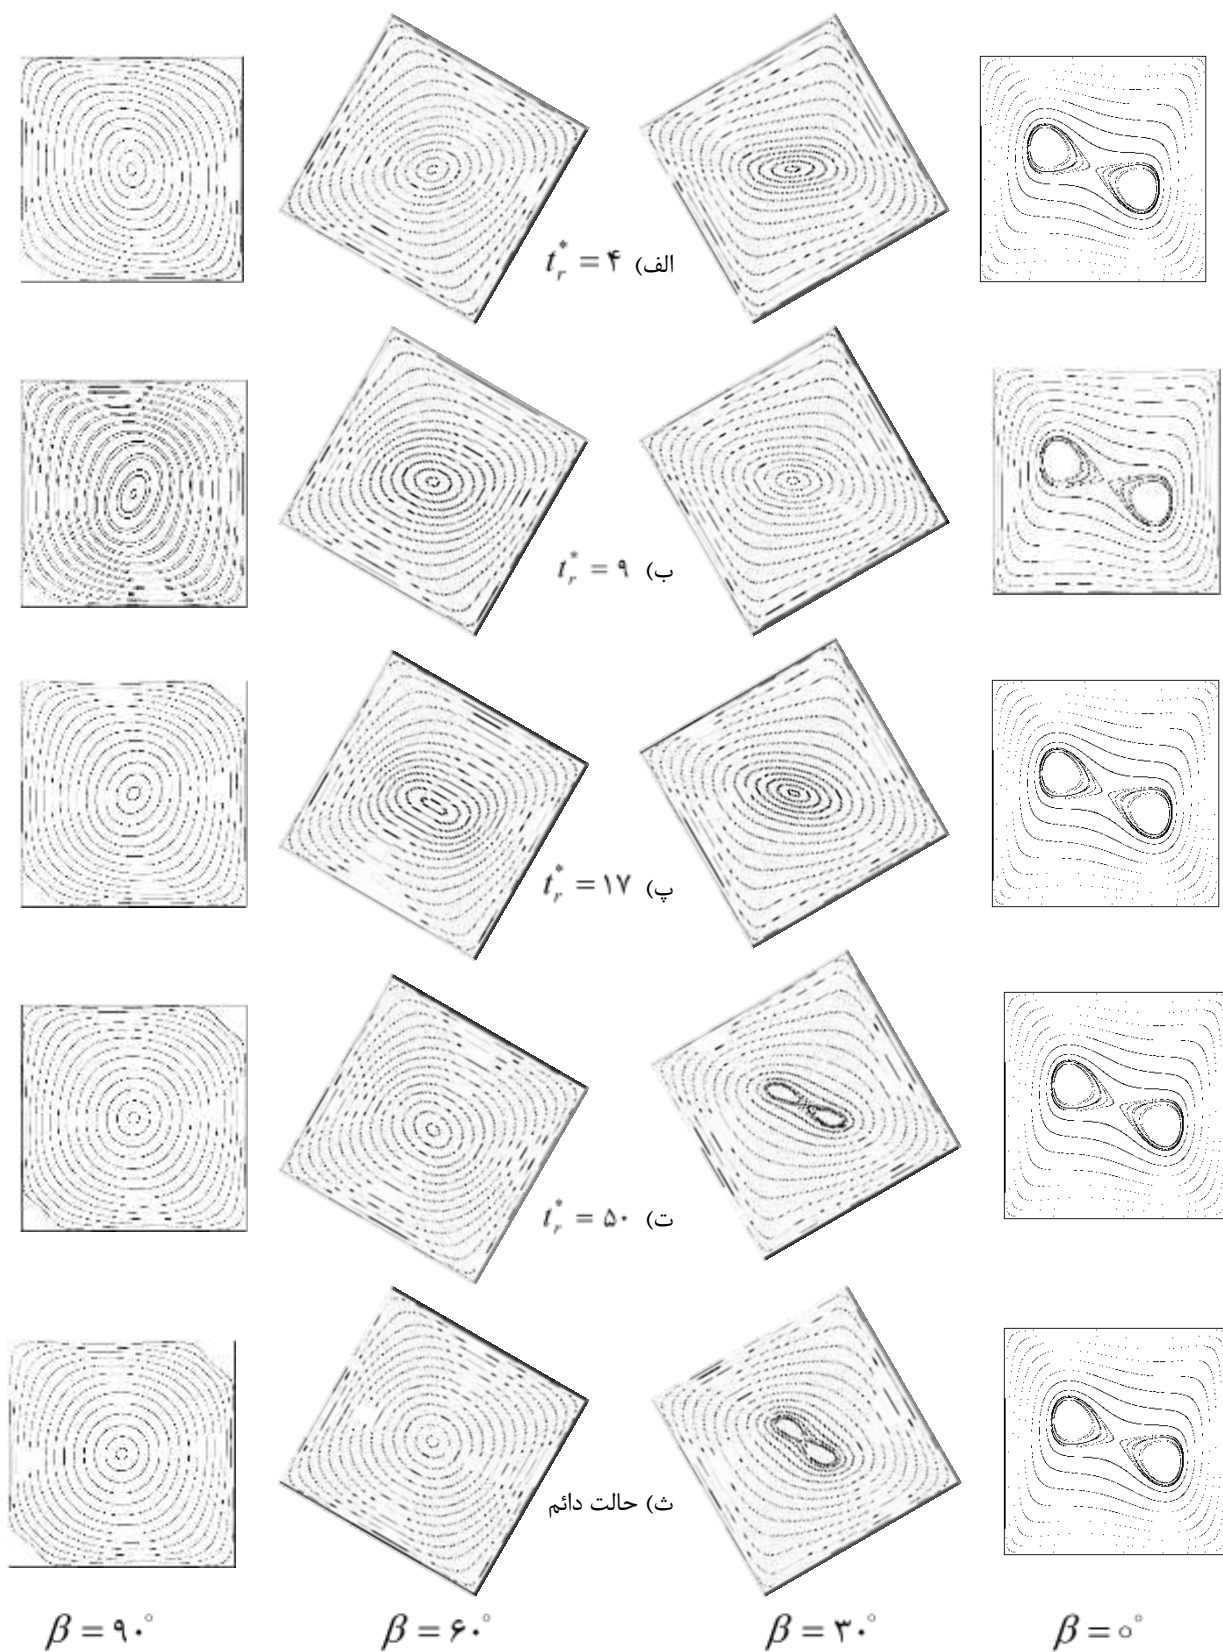 الف) t*r = ۴
ب) t*r = ۹
پ) t*r = ۱۷
ت) t*r = ۵۰
ث) حالت دائم
β = ۹۰°
β = ۶۰°
β = ۳۰°
β = ۰°